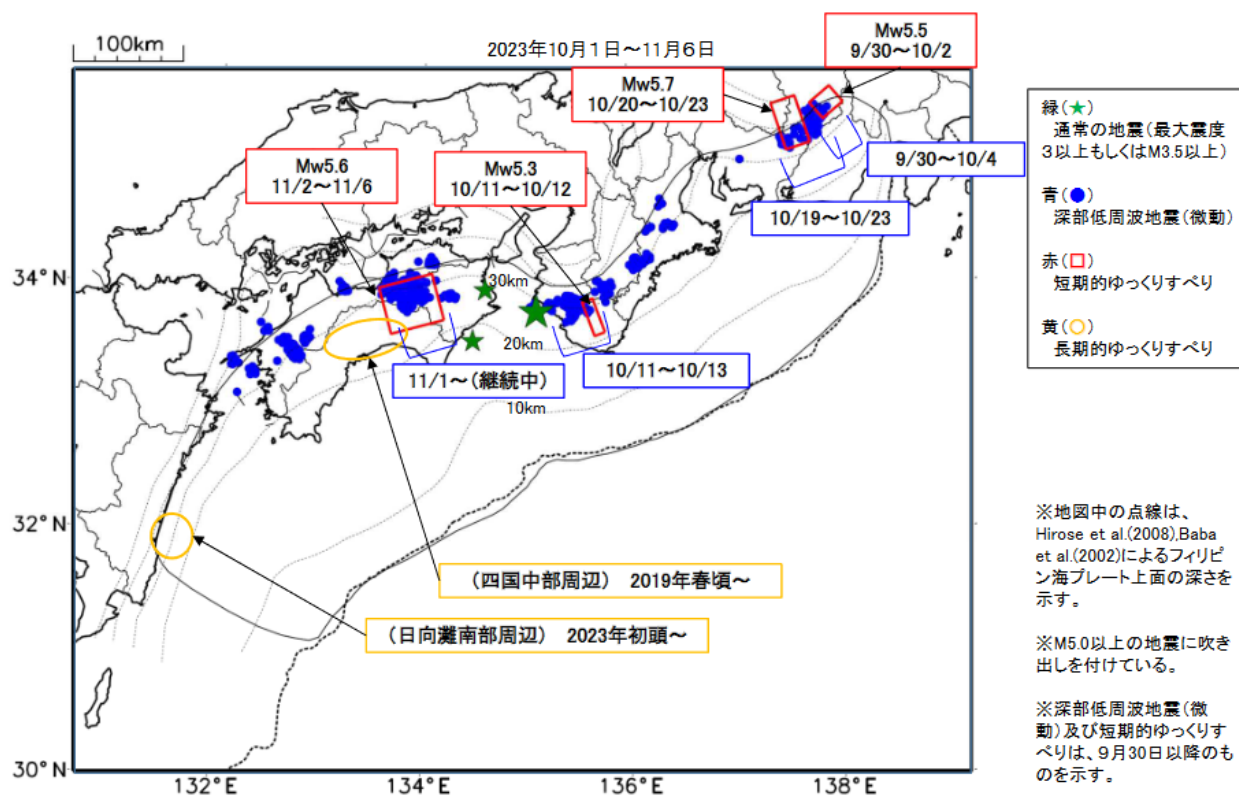 100km
2023年10月1日～11月6日
Mw5.5
9/30～10/2
Mw5.7
10/20～10/23
Mw5.6
11/2～11/6
Mw5.3
10/11～10/12
9/30～10/4
10/19～10/23
34°N
30km
20km
11/1～(継続中)
10/11～10/13
10km
32°N
（四国中部周辺） 2019年春頃～
（日向灘南部周辺） 2023年初頭～
30°N
132°E
134°E
136°E
138°E
緑(★)
通常の地震(最大震度
３以上もしくはM3.5以上)
青(●)
深部低周波地震(微動)
赤(□)
短期的ゆっくりすべり
黄(○)
長期的ゆっくりすべり
※地図中の点線は、
Hirose et al.(2008),Baba
et al.(2002)によるフィリピ
ン海プレート上面の深さを
示す。
※M5.0以上の地震に吹き
出しを付けている。
※深部低周波地震(微
動)及び短期的ゆっくりす
べりは、９月30日以降のも
のを示す。